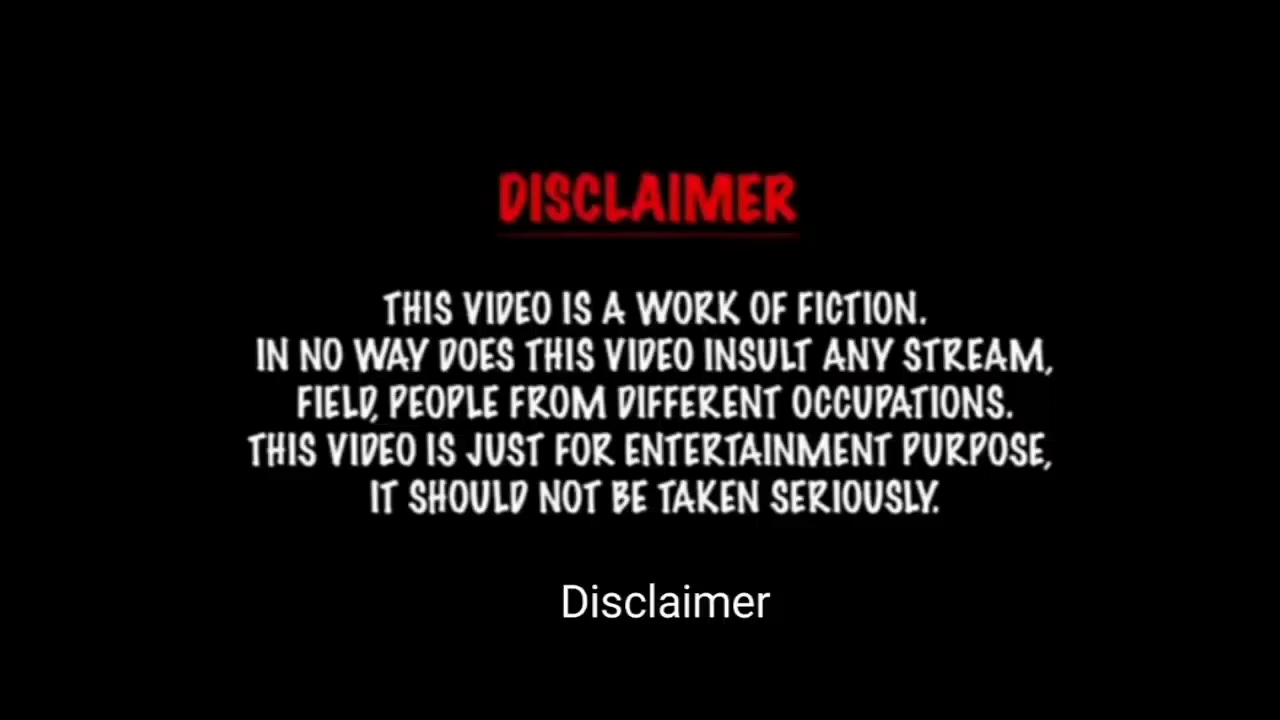 DISCLAIMER
THIS VIDEO IS A WORK OF FICTION.
IN NO WAY DOES THIS VIDEO INSULT ANY STREAM,
FIELD, PEOPLE FROM DIFFERENT OCCUPATIONS.
THIS VIDEO IS JUST FOR ENTERTAINMENT PURPOSE,
IT SHOULD NOT BE TAKEN SERIOUSLY.
Disclaimer